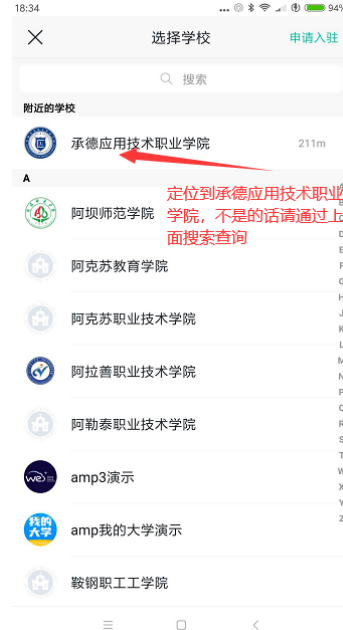 18:34
94%
选择学校
申请入驻
搜索
附近的学校
承德应用技术职业学院
211m
定位到承德应用技术职业
学院，不是的话请通过上
面搜索查询
A
阿坝师范学院
阿克苏教育学院
阿克苏职业技术学院
阿拉善职业技术学院
阿勒泰职业技术学院
we
amp3演示
我的
大学
amp我的大学演示
鞍钢职工工学院
D
E
F
G
H
J
K
L
M
N
P
Q
R
S
T
W
X
Y
Z